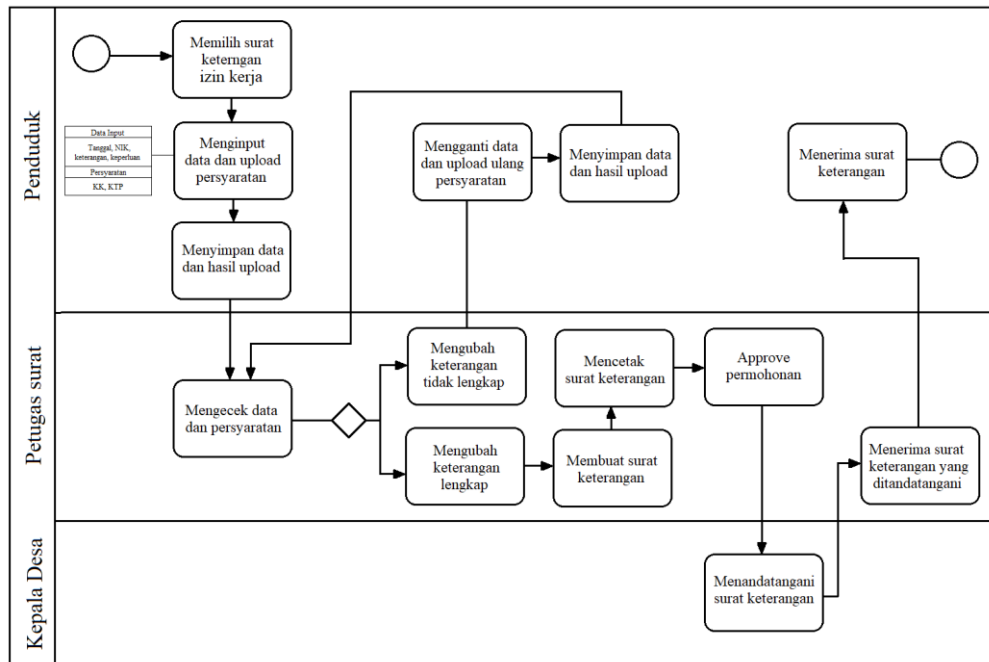 Penduduk
Memilih surat
keterngan
izin kerja
Data Input
Tanggal, NIK,
keterangan, keperluan
Persyaratan
KK, KTP
Menginput
data dan upload
persyaratan
Menyimpan data
dan hasil upload
Mengganti data
dan upload ulang
persyaratan
Menyimpan data
dan hasil upload
Menerima surat
keterangan
Petugas surat
Mengecek data
dan persyaratan
Mengubah
keterangan
tidak lengkap
Mengubah
keterangan
lengkap
Membuat surat
keterangan
Mencetak
surat keterangan
Approve
permohonan
Menerima surat
keterangan yang
ditandatangani
Kepala Desa
Menandatangani
surat keterangan